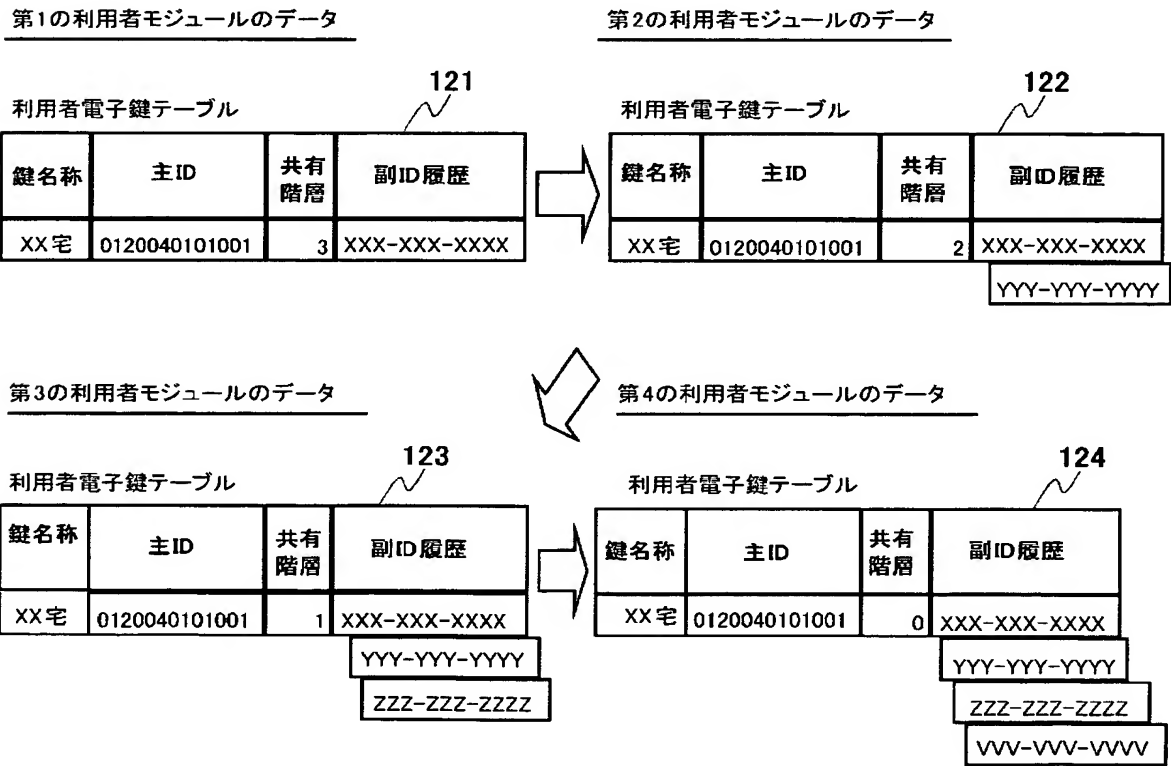 第1の利用者モジュールのデータ
121
利用者電子鍵テーブル
鍵名称 主ID 共有階層 副ID履歴
XX宅 0120040101001 3 XXX-XXX-XXXX
第2の利用者モジュールのデータ
122
利用者電子鍵テーブル
鍵名称 主ID 共有階層 副ID履歴
XX宅 0120040101001 2 XXX-XXX-XXXX
YYY-YYY-YYYY
第3の利用者モジュールのデータ
123
利用者電子鍵テーブル
鍵名称 主ID 共有階層 副ID履歴
XX宅 0120040101001 1 XXX-XXX-XXXX
YYY-YYY-YYYY
ZZZ-ZZZ-ZZZZ
第4の利用者モジュールのデータ
124
利用者電子鍵テーブル
鍵名称 主ID 共有階層 副ID履歴
XX宅 0120040101001 0 XXX-XXX-XXXX
YYY-YYY-YYYY
ZZZ-ZZZ-ZZZZ
VVV-VVV-VVVV